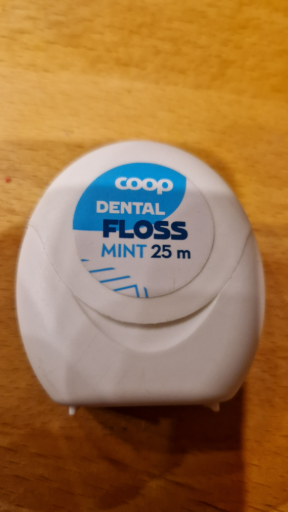 coop
DENTAL
FLOSS
MINT 25 m